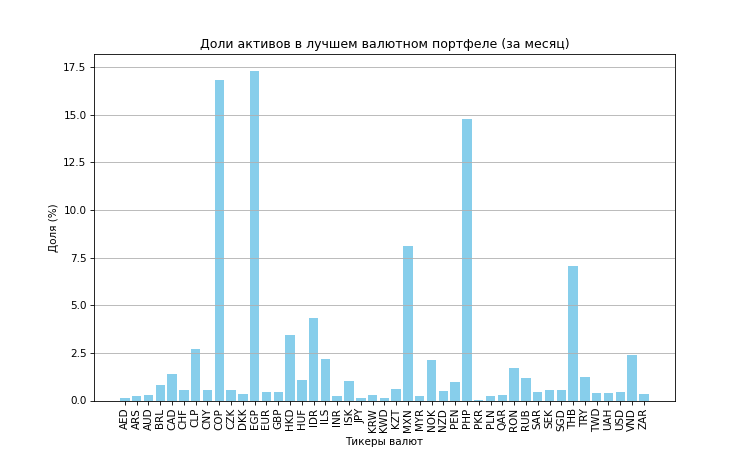 Доли активов в лучшем валютном портфеле (за месяц)
17.5
15.0
12.5
10.0
7.5
5.0
2.5
0.0
Доля (%)
AED ARS AUD BRL CAD CHF CLP CNY COP CZK DKK EGP EUR GBP HKD HUF IDR ILS INR ISK JPY KRW KWD KZT MXN MYR NOK NZD PEN PHP PKR PLN QAR RON RUB SAR SEK SGD THB TRY TWD UAH USD VND ZAR
Тикеры валют